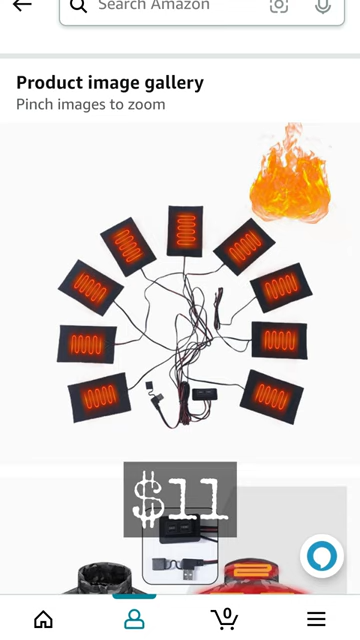 Search Amazon
Product image gallery
Pinch images to zoom
$11
0